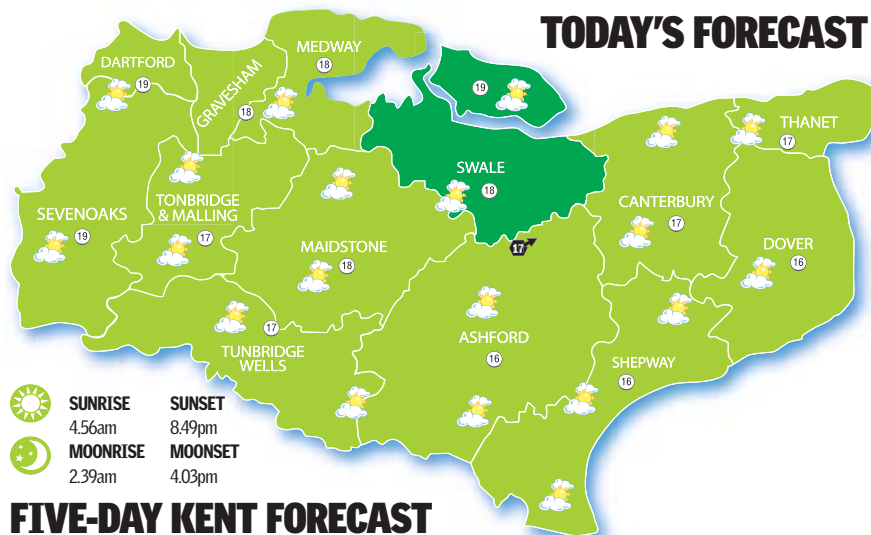 TODAY'S FORECAST
MEDWAY
18
DARTFORD
19
GRAVESHAM
18
19
THANET
17
SWALE
18
TONBRIDGE
& MALLING
17
SEVENOAKS
19
CANTERBURY
17
MAIDSTONE
18
17
DOVER
16
17
TUNBRIDGE
WELLS
ASHFORD
16
SHEPWAY
16
SUNRISE SUNSET
4.56am 8.49pm
MOONRISE MOONSET
2.39am 4.03pm
FIVE-DAY KENT FORECAST